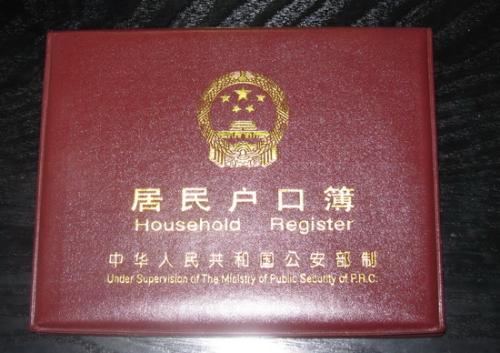 居民户口簿
Household Register
中华人民共和国公安部制
Under Supervision of The Ministry of Public Security of P.R.C.